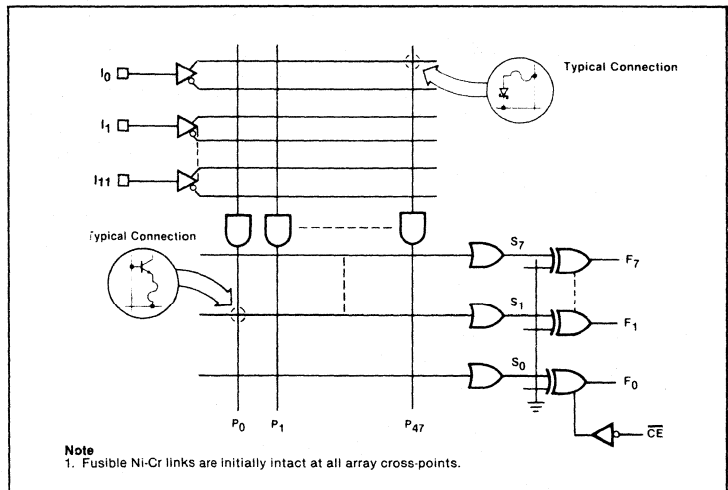 Typical Connection
I0
I1
I11
Typical Connection
S7
F7
S1
F1
S0
F0
P0 P1 P47
CE
Note
1. Fusible Ni-Cr links are initially intact at all array cross-points.